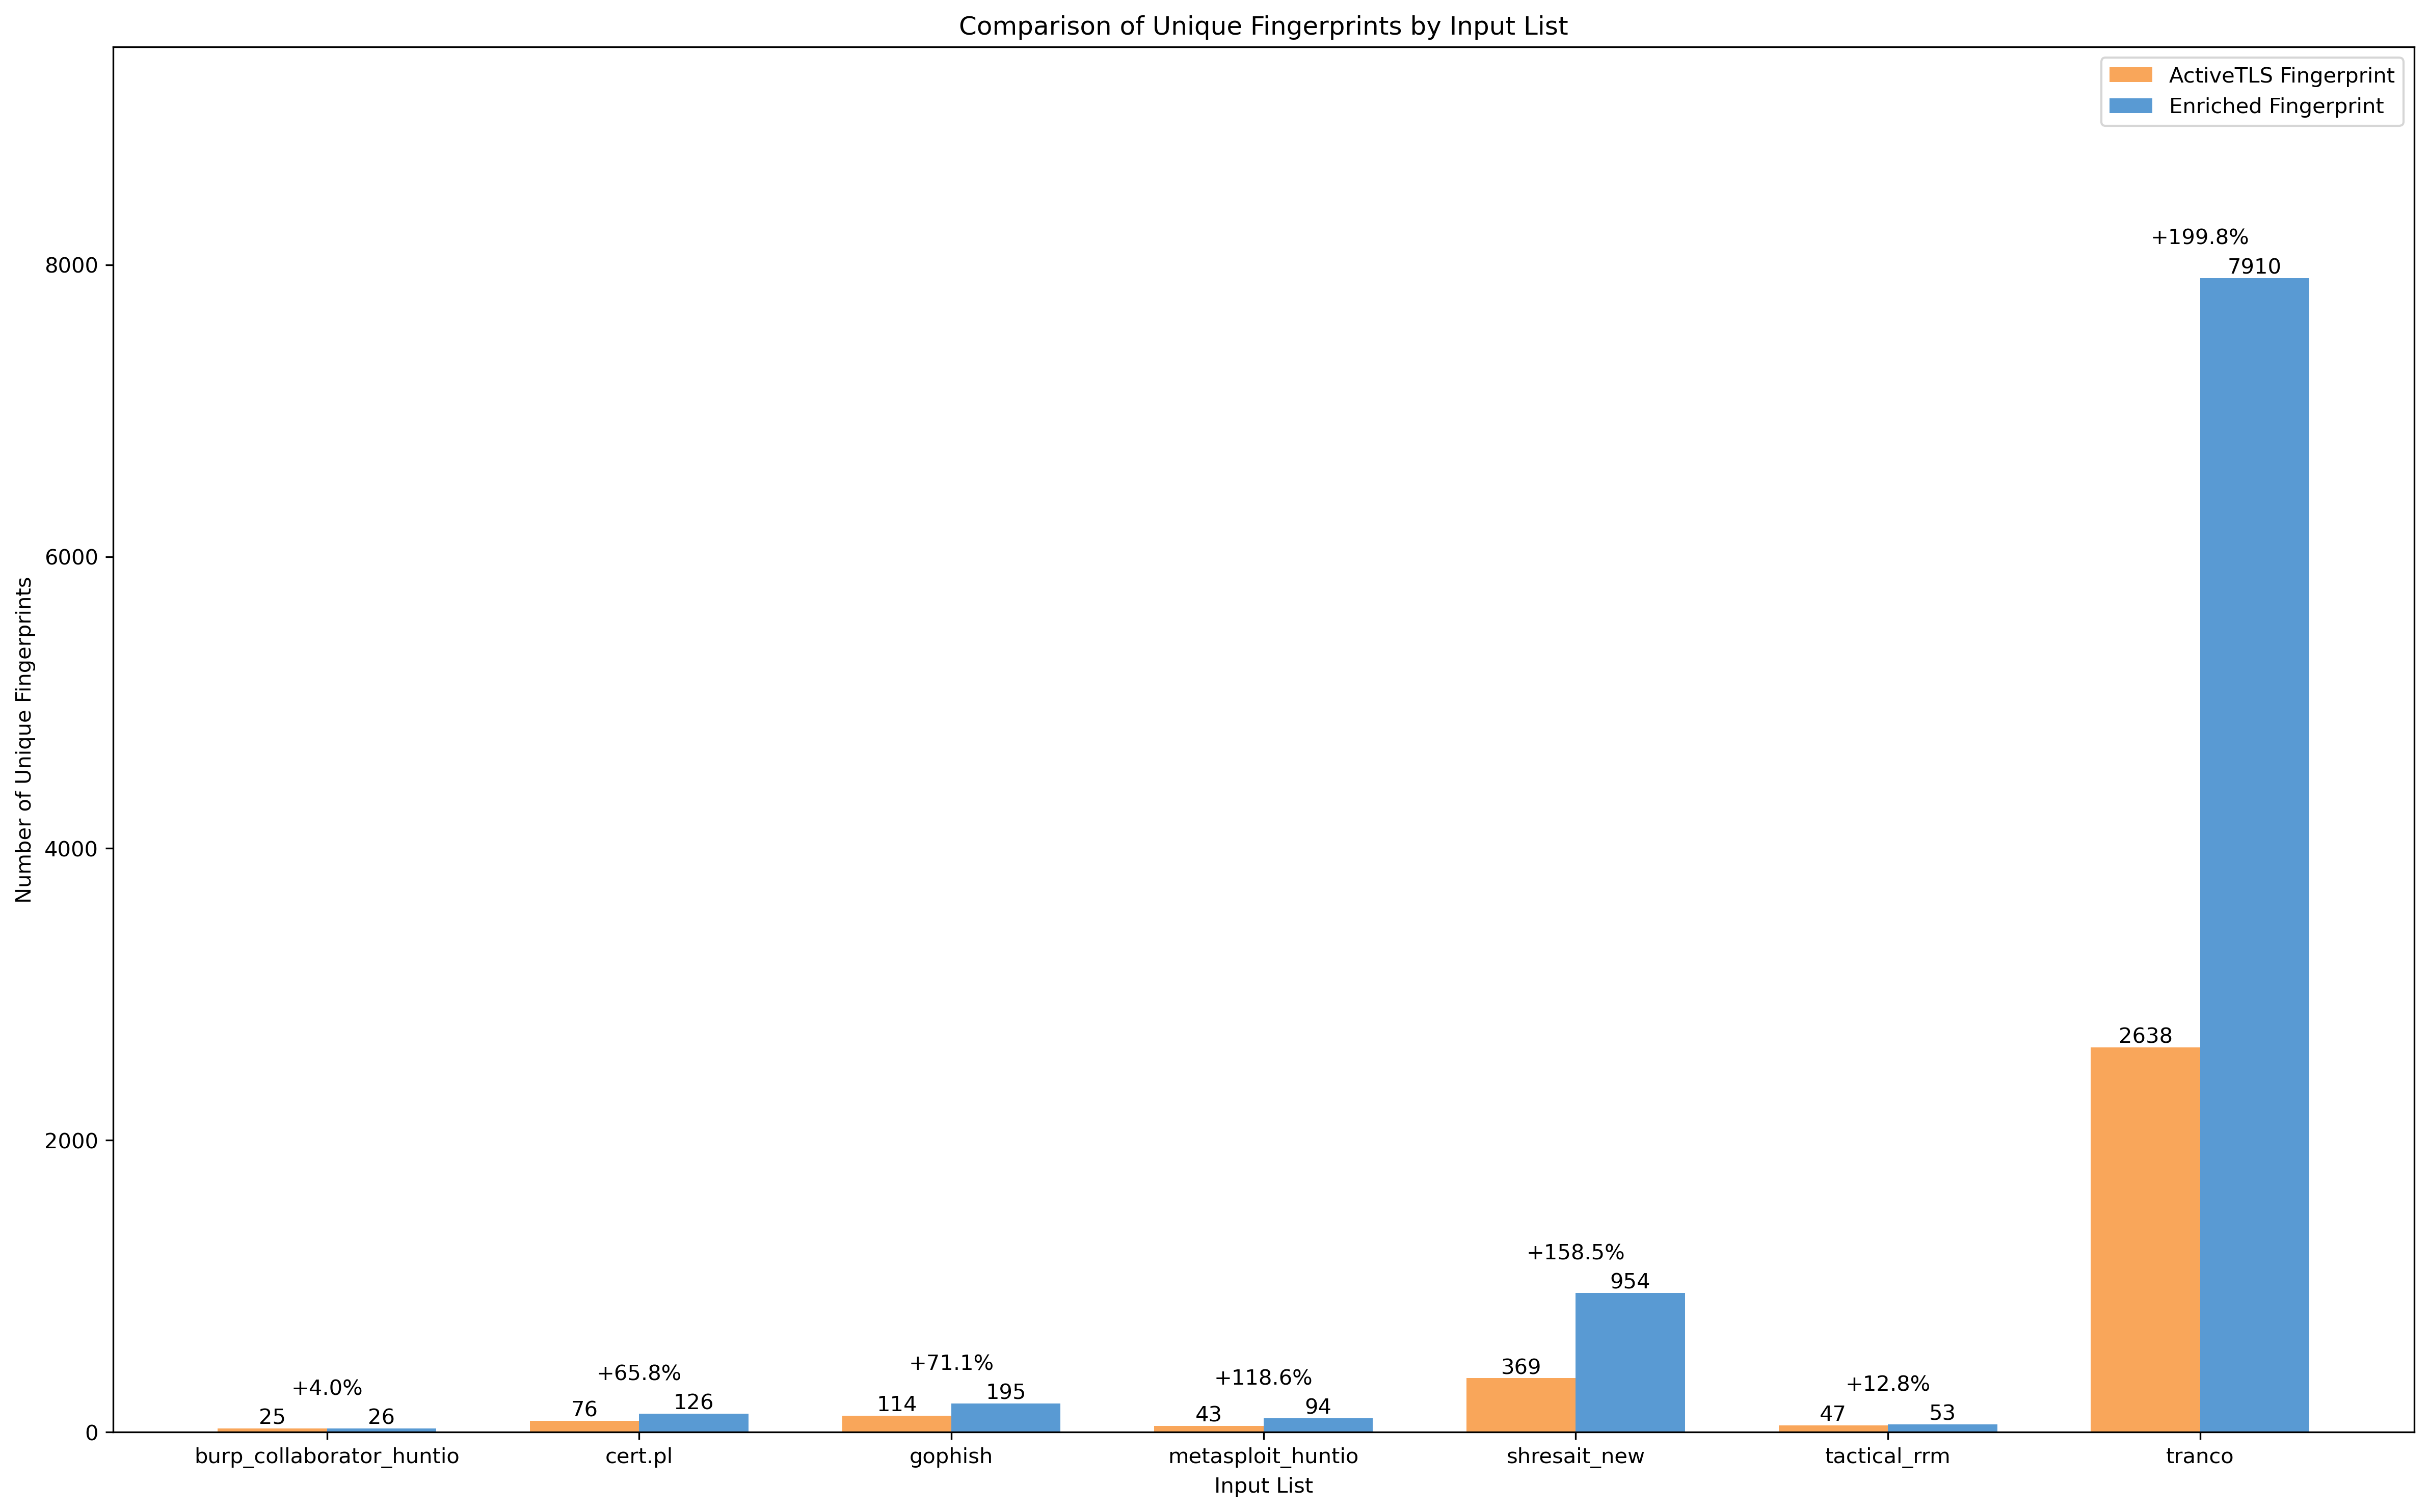 Comparison of Unique Fingerprints by Input List
ActiveTLS Fingerprint
Enriched Fingerprint
Number of Unique Fingerprints
8000
6000
4000
2000
0
+4.0%
25
26
+65.8%
76
126
+71.1%
114
195
+118.6%
43
94
+158.5%
369
954
+12.8%
47
53
+199.8%
2638
7910
burp_collaborator_huntio
cert.pl
gophish
metasploit_huntio
shresait_new
tactical_rrm
tranco
Input List